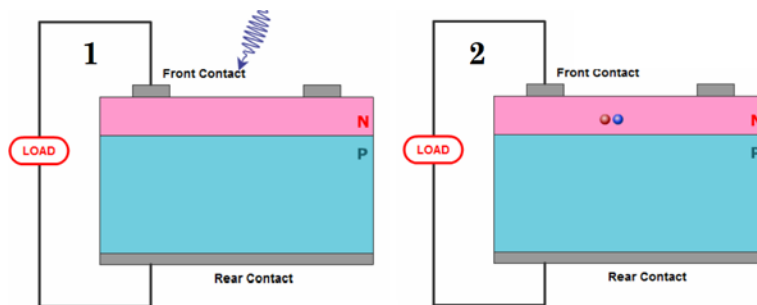 1
Front Contact
N
P
LOAD
Rear Contact
2
Front Contact
N
P
LOAD
Rear Contact